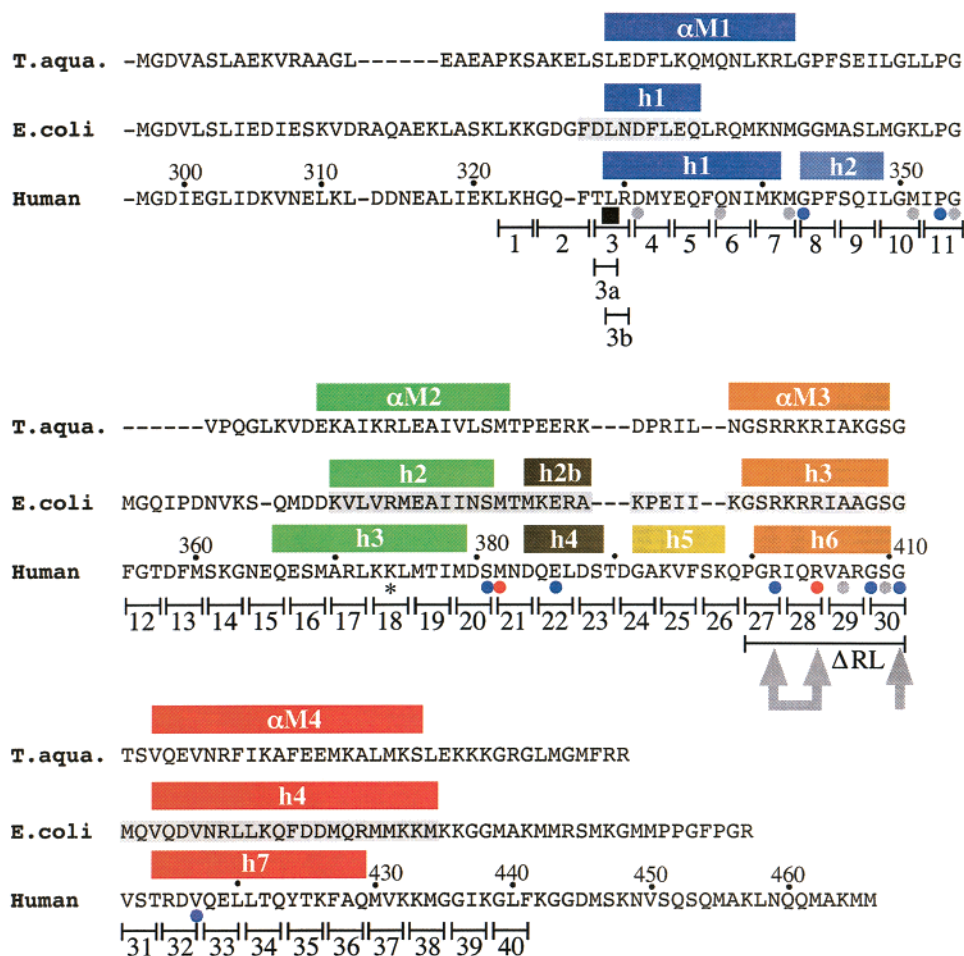 αM1
T.aqua. -MGDVASLAEKVRAAGL------EAEAPKSAKELSLEDFLKQMQNLKRLGPFSEILGLLPG
h1
E.coli -MGDVLSLIEDIESKVDRAQAEKLASKLKKGDGFDLNDFLEQLRQMKNMGGMASLMGKLPG
h1 h2
300 310 320 350
Human -MGDIEGLIDKVNELKL-DDNEALIEKLKHGQ-FTLRDMYEQFQNIMKMGPFSQILGMIPG
1 2 3 4 5 6 7 8 9 10 11
3a
3b
αM2 αM3
T.aqua. ------VPQGLKVDEKAIKRLEAIVLSMTPEERK---DPRIL--NGSRRKRIAKGSG
h2 h2b h3
E.coli MGQIPDNVKS-QMDDKVLVRMEAIINSMTMKERA---KPEII--KGSRKRRIAAGSG
h3 h4 h5 h6
360 380 410
Human FGTDFMSKGNEQESMARLKKLMTIMDSMNDQELDSTDGAKVFSKQPGRIQRVARGSG
*
12 13 14 15 16 17 18 19 20 21 22 23 24 25 26 27 28 29 30
ΔRL
αM4
T.aqua. TSVQEVNRFIKAFEEMKALMKSLEKKKGRGLMGMFRR
h4
E.coli MQVQDVNRLLKQFDDMQRMMKKMKKGGMAKMMRSMKGMMPPGFPGR
h7
430 440 450 460
Human VSTRDVQELLTQYTKFAQMVKKMGGIKGLFKGGDMSKNVSQSQMAKLNQQMAKMM
31 32 33 34 35 36 37 38 39 40